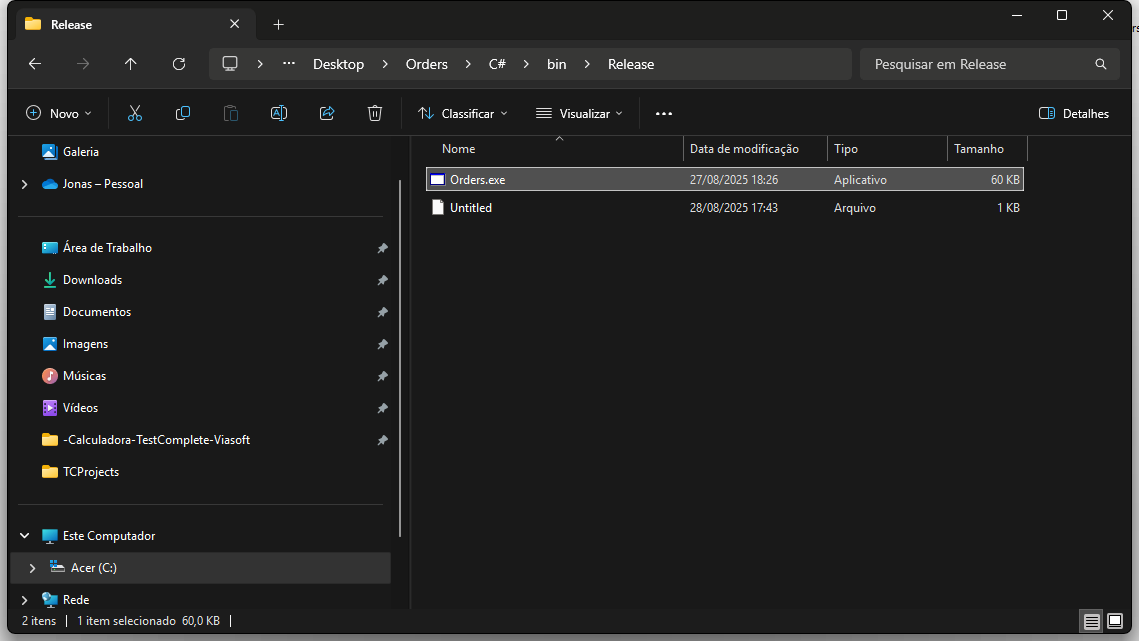 Release
Desktop
Orders
C#
bin
Release
Pesquisar em Release
Novo
Classificar
Visualizar
Detalhes
Galeria
Jonas – Pessoal
Área de Trabalho
Downloads
Documentos
Imagens
Músicas
Vídeos
-Calculadora-TestComplete-Viasoft
TCProjects
Este Computador
Acer (C:)
Rede
Nome Data de modificação Tipo Tamanho
Orders.exe 27/08/2025 18:26 Aplicativo 60 KB
Untitled 28/08/2025 17:43 Arquivo 1 KB
2 itens 1 item selecionado 60,0 KB